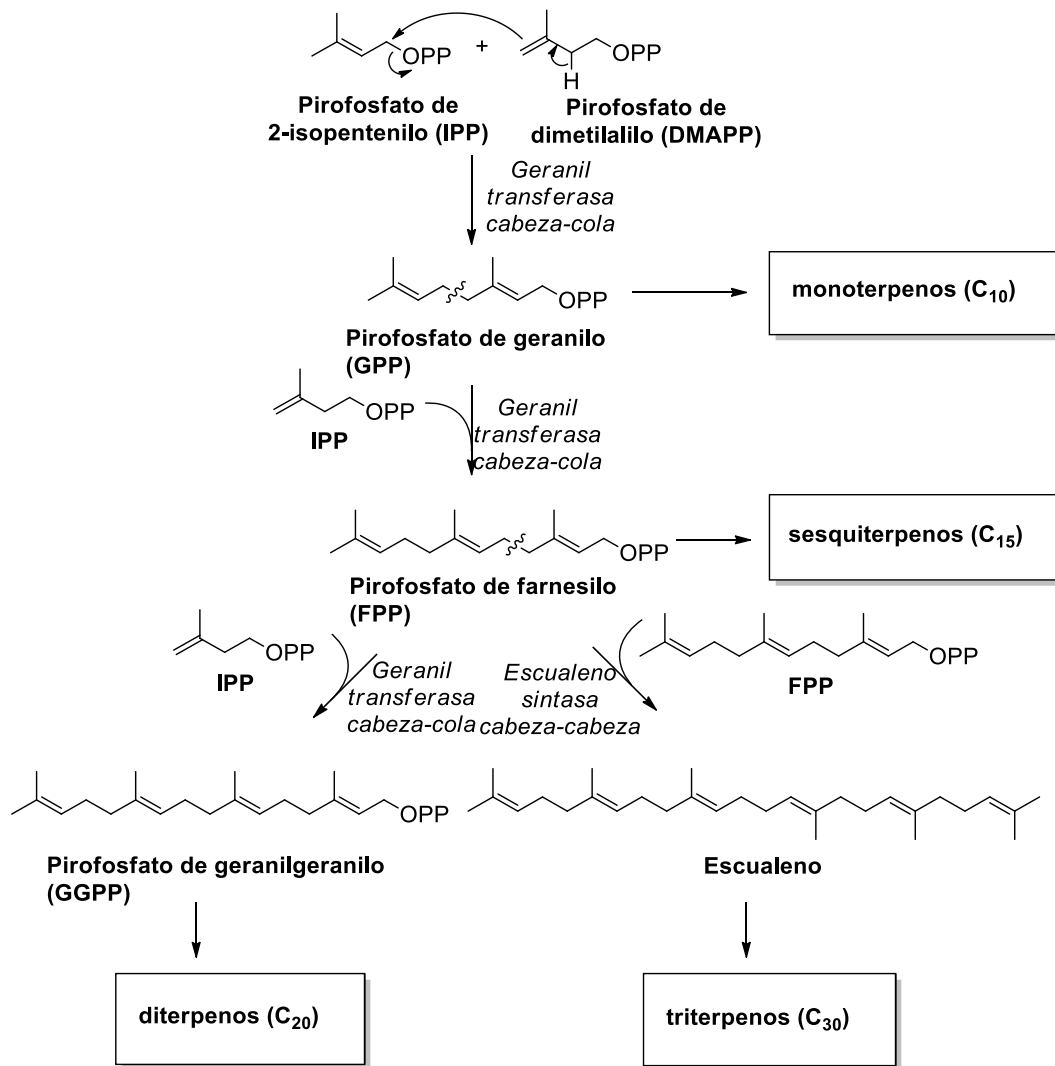 OPP
+
OPP
H
Pirofosfato de
2-isopentenilo (IPP)
Pirofosfato de
dimetilalilo (DMAPP)
Geranil
transferasa
cabeza-cola
OPP
monoterpenos (C₁₀)
Pirofosfato de geranilo
(GPP)
OPP
IPP
Geranil
transferasa
cabeza-cola
OPP
sesquiterpenos (C₁₅)
Pirofosfato de farnesilo
(FPP)
OPP
IPP
Geranil
transferasa
cabeza-cola
Escualeno
sintasa
cabeza-cabeza
OPP
FPP
OPP
Pirofosfato de geranilgeranilo
(GGPP)
Escualeno
diterpenos (C₂₀)
triterpenos (C₃₀)